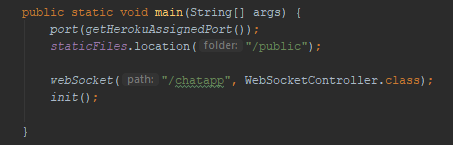 public static void main(String[] args) {
port(getHerokuAssignedPort());
staticFiles.location( folder: "/public");
webSocket( path: "/chatapp", WebSocketController.class);
init();
}